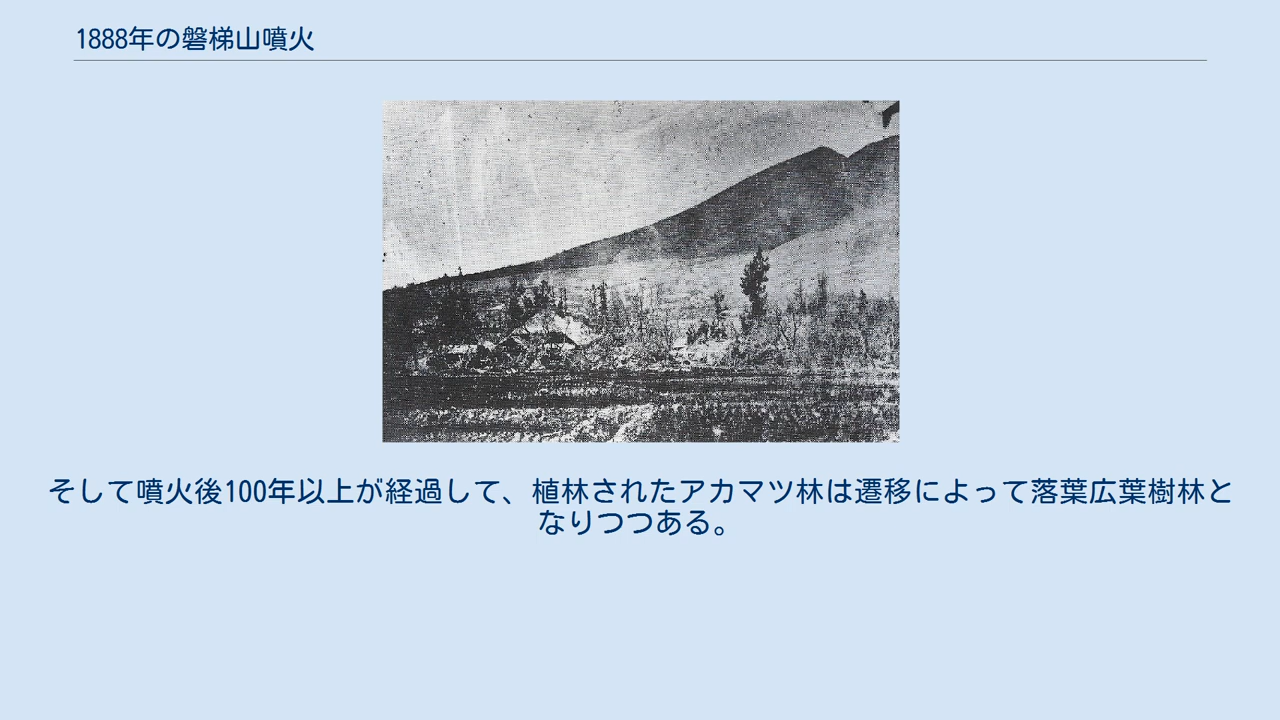 1888年の磐梯山噴火
そして噴火後100年以上が経過して、植林されたアカマツ林は遷移によって落葉広葉樹林と
なりつつある。